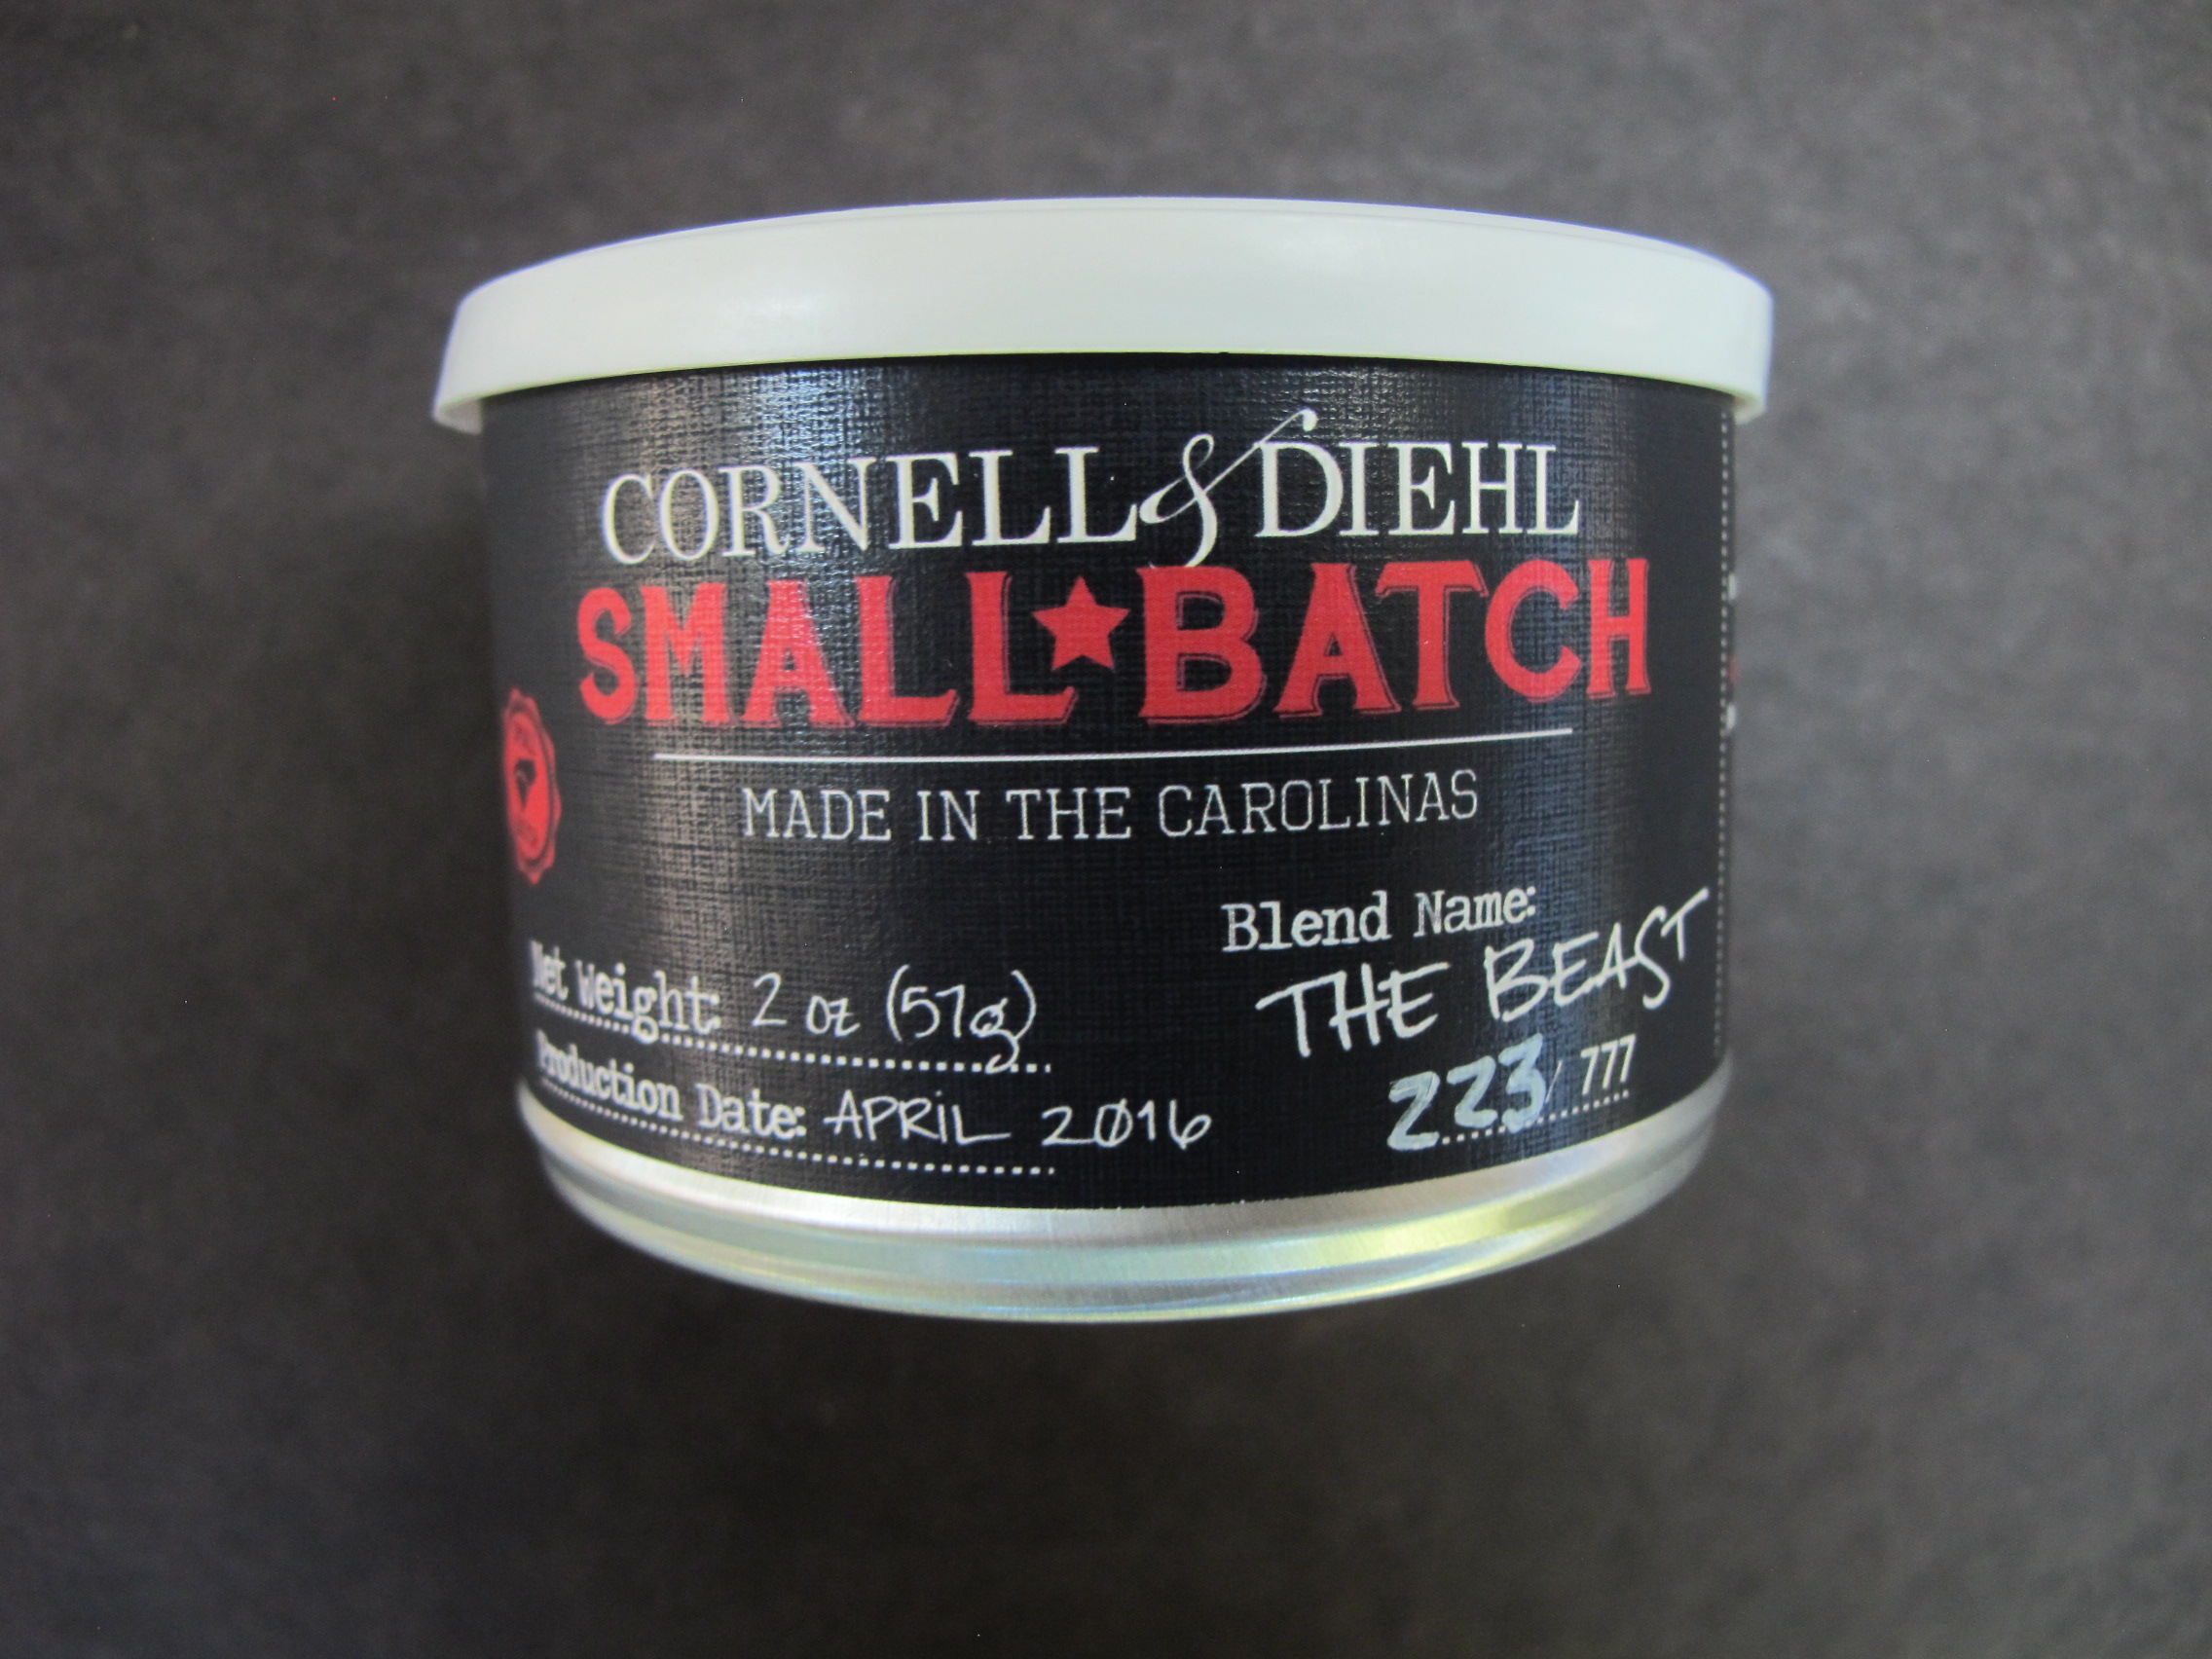 CORNELL & DIEHL
SMALL★BATCH
MADE IN THE CAROLINAS
Blend Name:
THE BEAST
223/777
Net Weight: 2 oz (57g)
Production Date: APRIL 2016